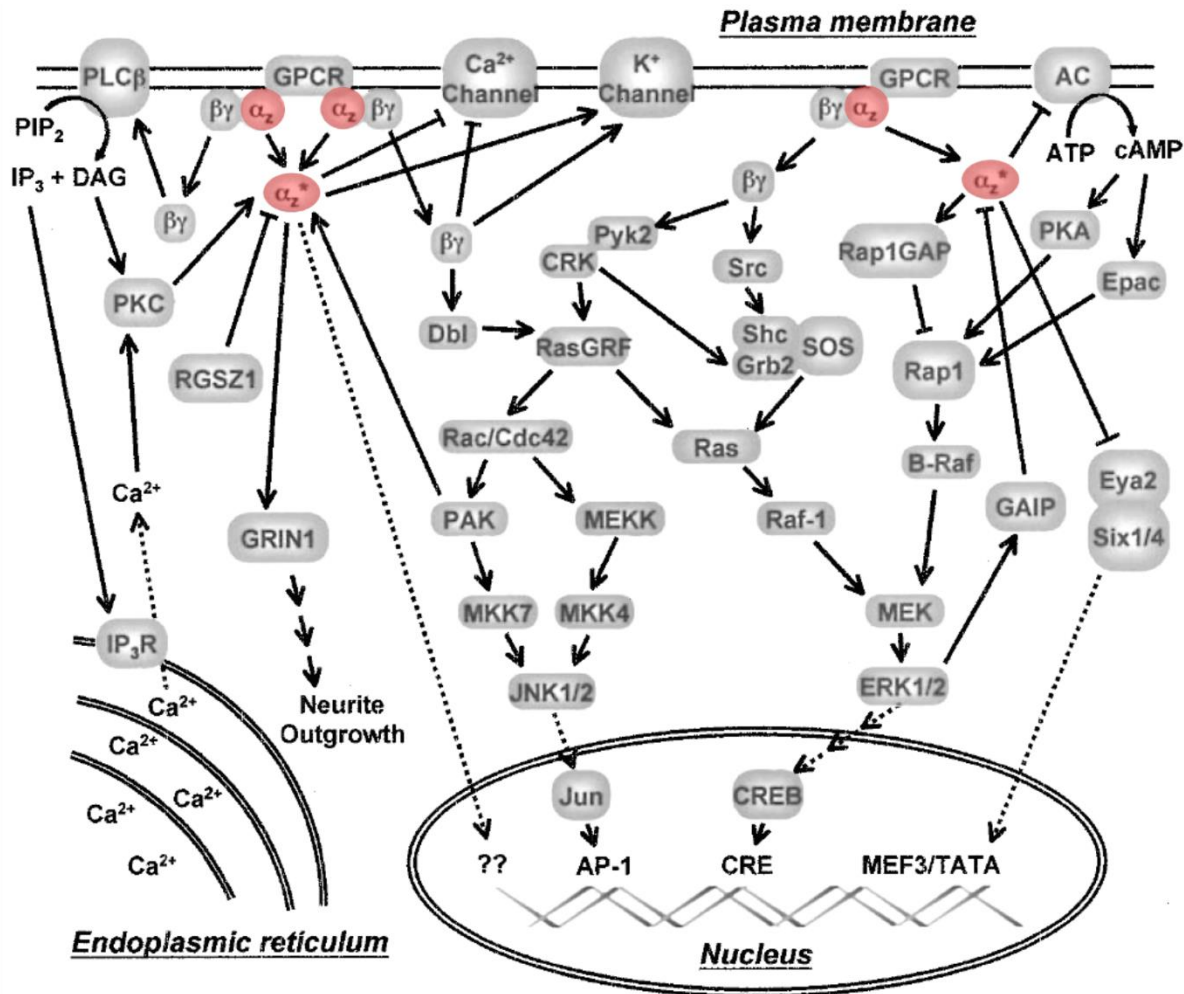 Plasma membrane
PLCβ
GPCR
Ca²⁺
Channel
K⁺
Channel
GPCR
AC
βγ
αz
αz
βγ
βγ
αz
PIP₂
IP₃ + DAG
ATP
cAMP
αz*
αz*
βγ
βγ
βγ
Pyk2
CRK
Src
Rap1GAP
PKA
Epac
PKC
Dbl
RasGRF
Shc
Grb2
SOS
Rap1
RGSZ1
Rac/Cdc42
Ras
B-Raf
Ca²⁺
Eya2
Six1/4
GRIN1
PAK
MEKK
Raf-1
GAIP
MKK7
MKK4
MEK
IP₃R
JNK1/2
ERK1/2
Neurite
Outgrowth
Ca²⁺
Ca²⁺
Ca²⁺
Ca²⁺
Ca²⁺
Jun
CREB
??
AP-1
CRE
MEF3/TATA
Endoplasmic reticulum
Nucleus